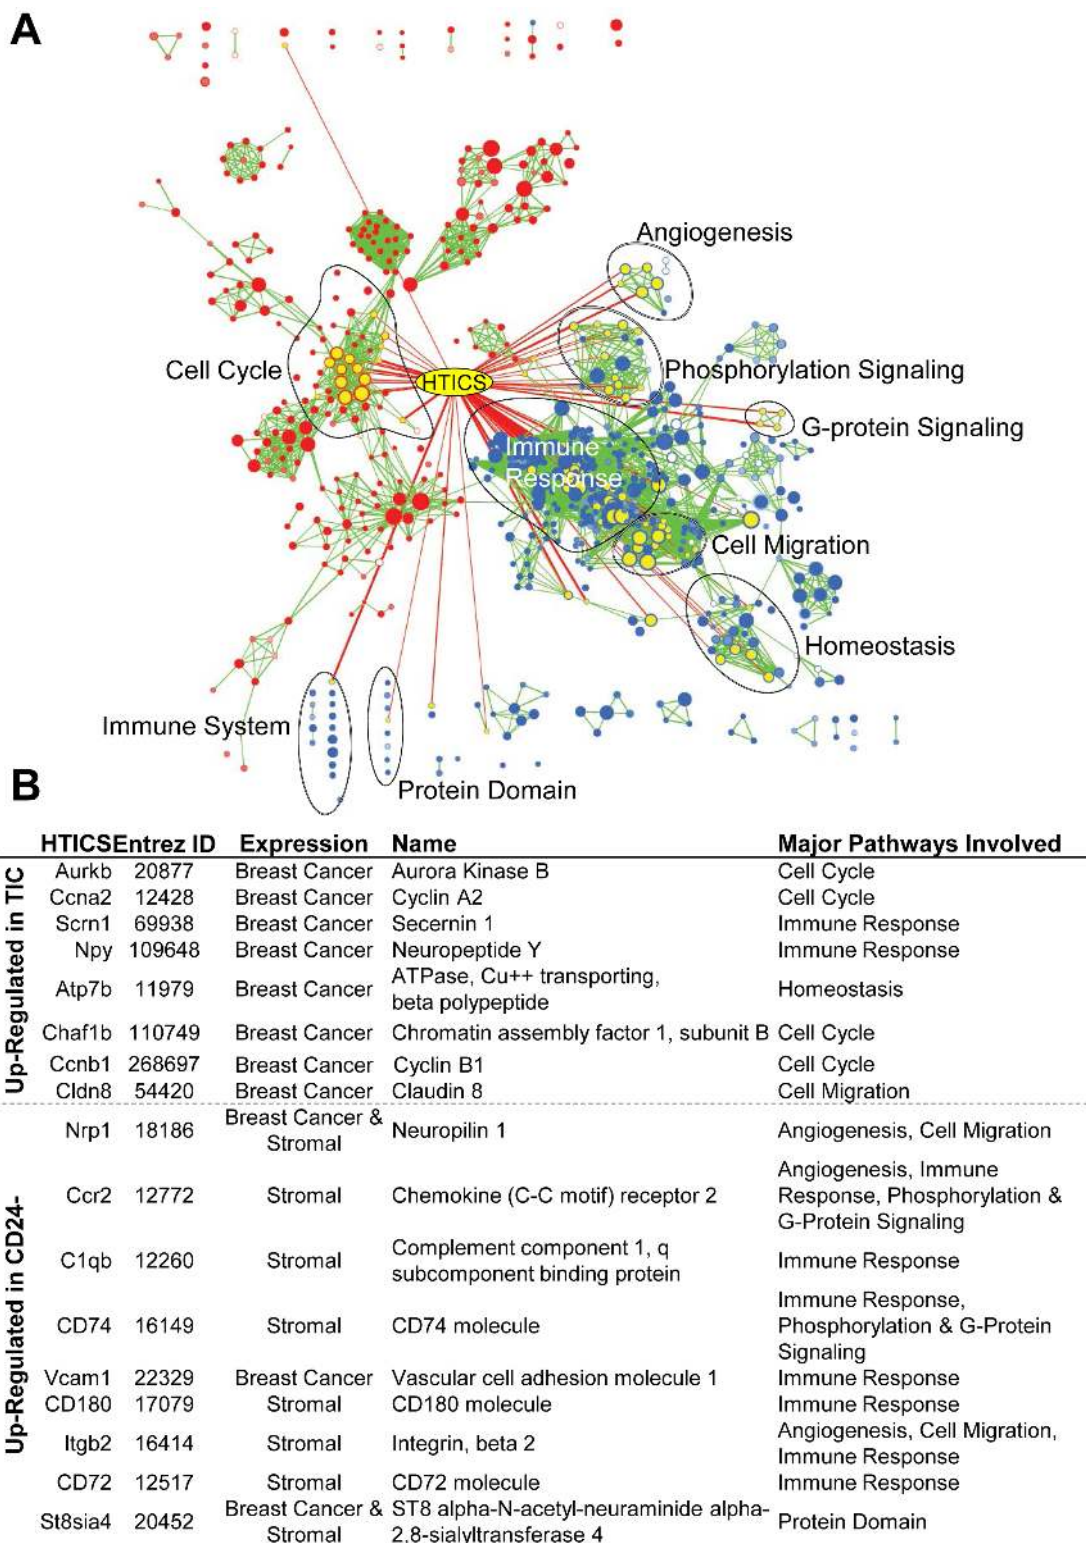 A
Angiogenesis
Cell Cycle
HTICS
Phosphorylation Signaling
G-protein Signaling
Immune
Response
Cell Migration
Homeostasis
Immune System
Protein Domain
B
HTICS Entrez ID Expression Name Major Pathways Involved
Up-Regulated in TIC
Aurkb 20877 Breast Cancer Aurora Kinase B Cell Cycle
Ccna2 12428 Breast Cancer Cyclin A2 Cell Cycle
Scrn1 69938 Breast Cancer Secernin 1 Immune Response
Npy 109648 Breast Cancer Neuropeptide Y Immune Response
Atp7b 11979 Breast Cancer ATPase, Cu++ transporting,
beta polypeptide Homeostasis
Chaf1b 110749 Breast Cancer Chromatin assembly factor 1, subunit B Cell Cycle
Ccnb1 268697 Breast Cancer Cyclin B1 Cell Cycle
Cldn8 54420 Breast Cancer Claudin 8 Cell Migration
Up-Regulated in CD24-
Nrp1 18186 Breast Cancer &
Stromal Neuropilin 1 Angiogenesis, Cell Migration
Ccr2 12772 Stromal Chemokine (C-C motif) receptor 2 Angiogenesis, Immune
Response, Phosphorylation &
G-Protein Signaling
C1qb 12260 Stromal Complement component 1, q
subcomponent binding protein Immune Response
CD74 16149 Stromal CD74 molecule Immune Response,
Phosphorylation & G-Protein
Signaling
Vcam1 22329 Breast Cancer Vascular cell adhesion molecule 1 Immune Response
CD180 17079 Stromal CD180 molecule Immune Response
Itgb2 16414 Stromal Integrin, beta 2 Angiogenesis, Cell Migration,
Immune Response
CD72 12517 Stromal CD72 molecule Immune Response
St8sia4 20452 Breast Cancer & ST8 alpha-N-acetyl-neuraminide alpha-
Stromal 2,8-sialyltransferase 4 Protein Domain